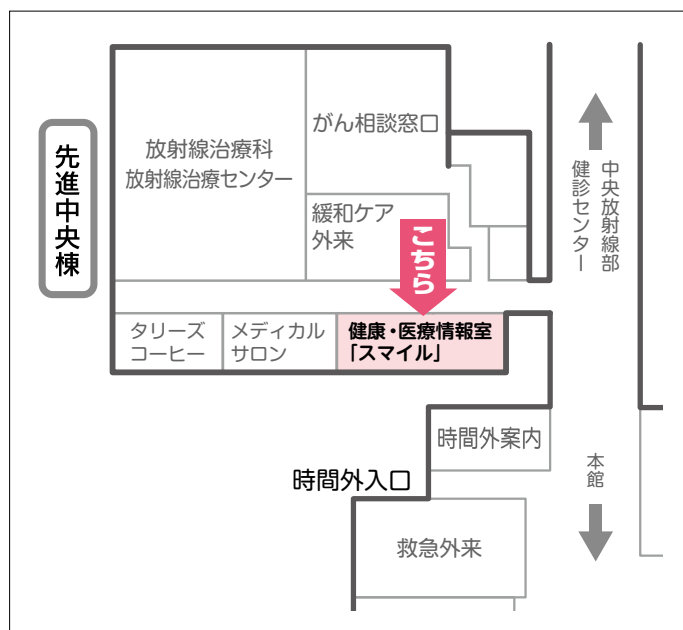 先進中央棟
放射線治療科
放射線治療センター
がん相談窓口
緩和ケア
外来
こちら
タリーズ
コーヒー
メディカル
サロン
健康・医療情報室
「スマイル」
中央放射線部
健診センター
時間外案内
時間外入口
本館
救急外来